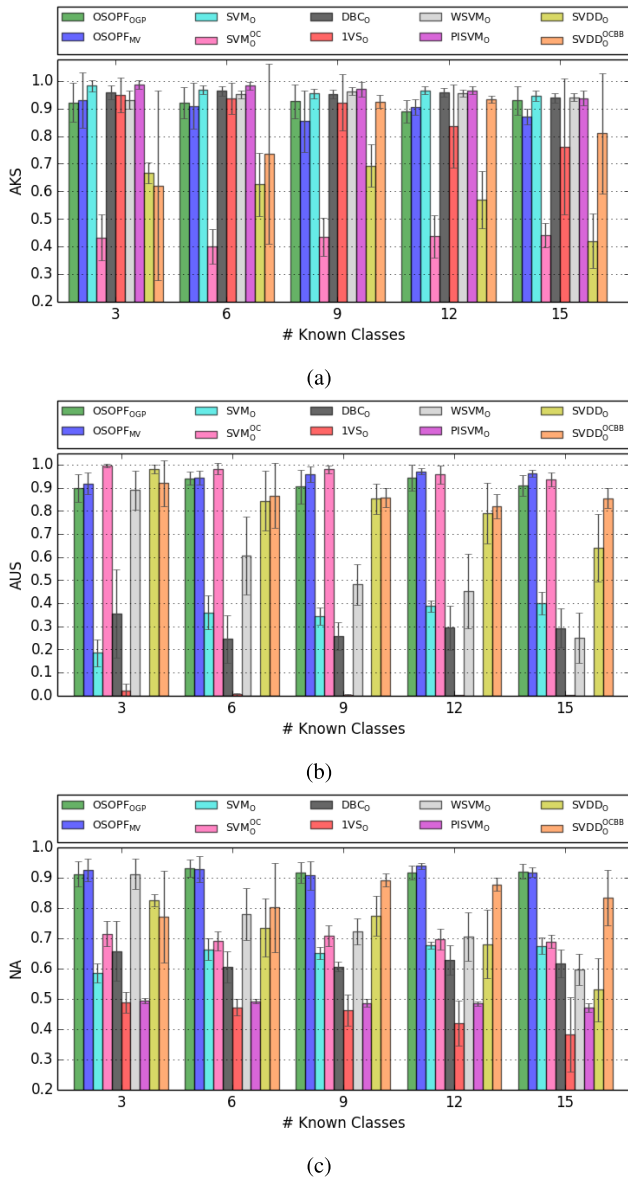 OSOPF_OGP SVM_O DBC_O WSVM_O SVDD_O
OSOPF_MV SVM_O^OC 1VS_O PISVM_O SVDD_O^OCBB
1.0
0.9
0.8
0.7
0.6
0.5
0.4
0.3
0.2
AKS
3 6 9 12 15
# Known Classes
(a)
OSOPF_OGP SVM_O DBC_O WSVM_O SVDD_O
OSOPF_MV SVM_O^OC 1VS_O PISVM_O SVDD_O^OCBB
1.0
0.9
0.8
0.7
0.6
0.5
0.4
0.3
0.2
0.1
0.0
AUS
3 6 9 12 15
# Known Classes
(b)
OSOPF_OGP SVM_O DBC_O WSVM_O SVDD_O
OSOPF_MV SVM_O^OC 1VS_O PISVM_O SVDD_O^OCBB
1.0
0.9
0.8
0.7
0.6
0.5
0.4
0.3
0.2
NA
3 6 9 12 15
# Known Classes
(c)